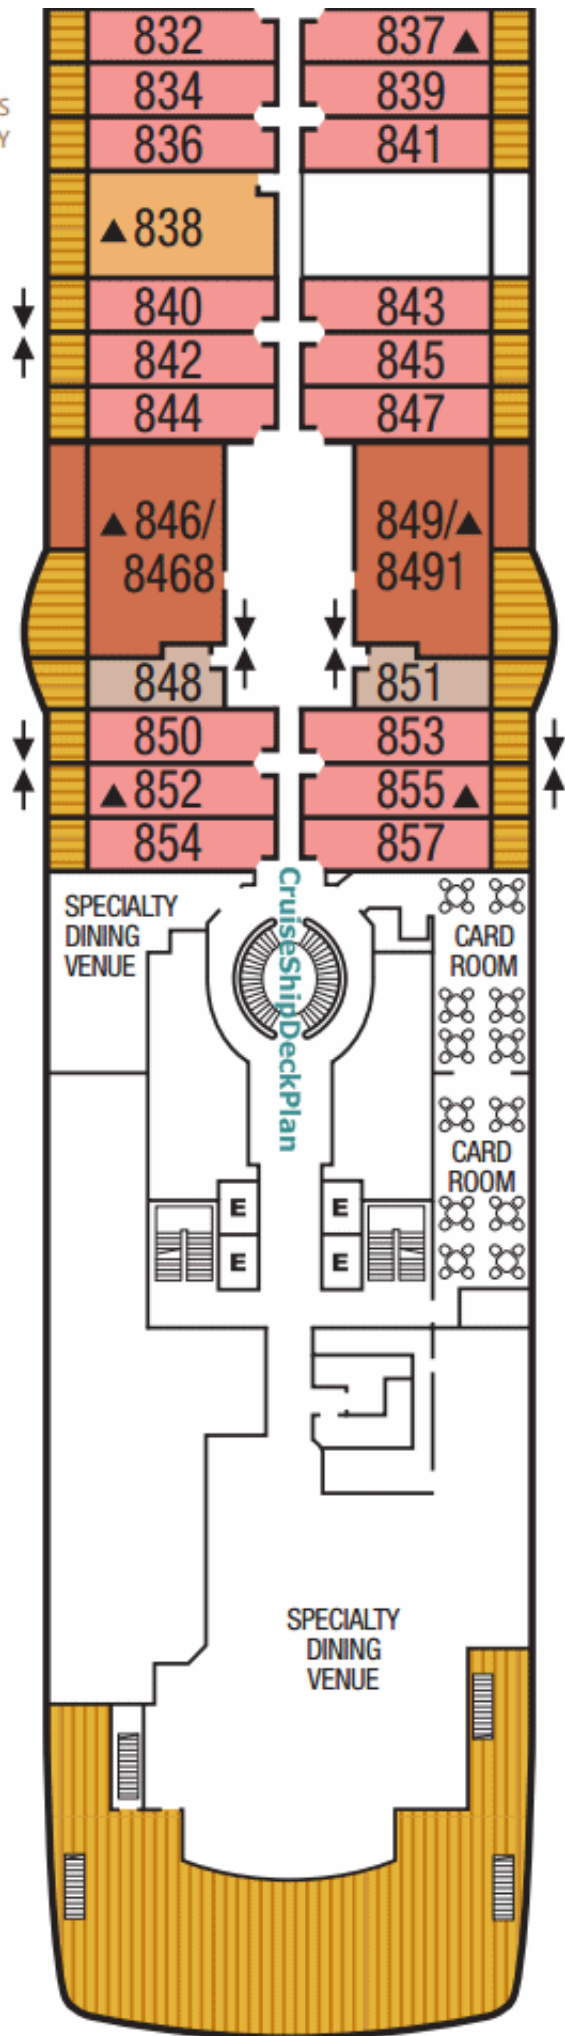 832
837 ▲
834
839
S
Y
836
841
▲ 838
840
843
842
845
844
847
▲ 846/
8468
849/▲
8491
848
851
850
853
▲ 852
855 ▲
854
857
CruiseShipDeckPlan
SPECIALTY
DINING
VENUE
CARD
ROOM
CARD
ROOM
E
E
E
E
SPECIALTY
DINING
VENUE